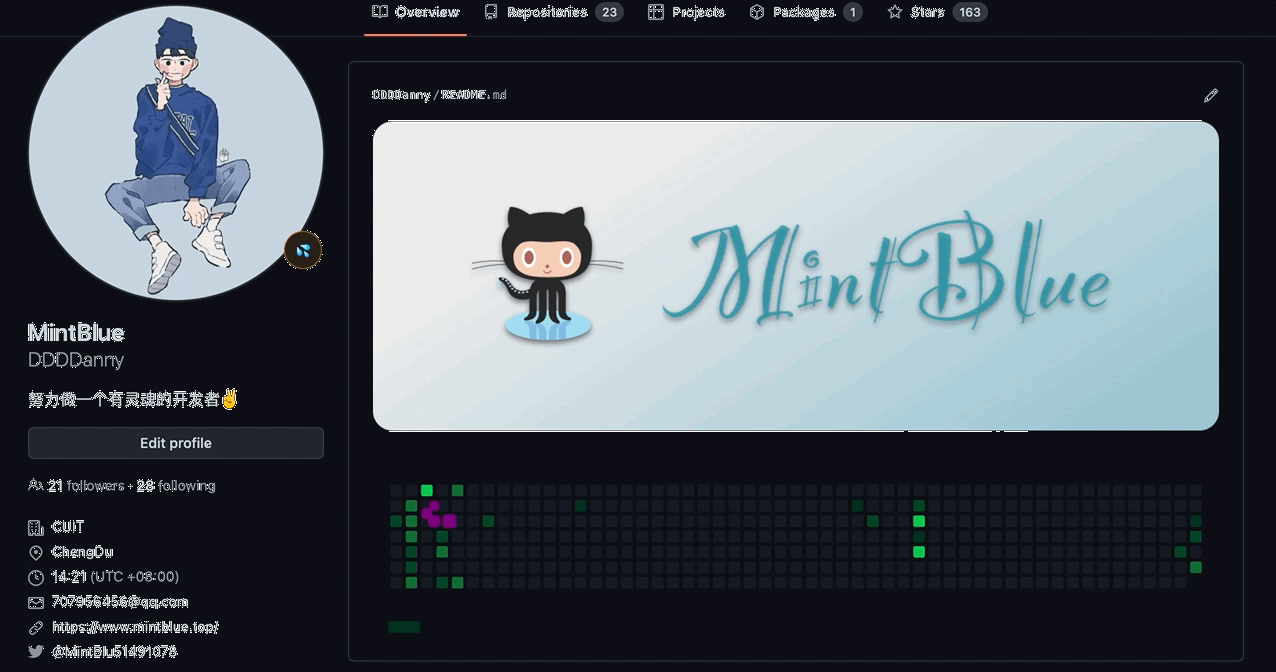 Overview Repositories 23 Projects Packages 1 Stars 163
DDDDanny / README.md
MintBlue
MintBlue
DDDDanny
努力做一个有灵魂的开发者✌
Edit profile
21 followers · 28 following
CUIT
ChengDu
14:21 (UTC +08:00)
707956456@qq.com
https://www.mintblue.top/
@MintBlu51491078